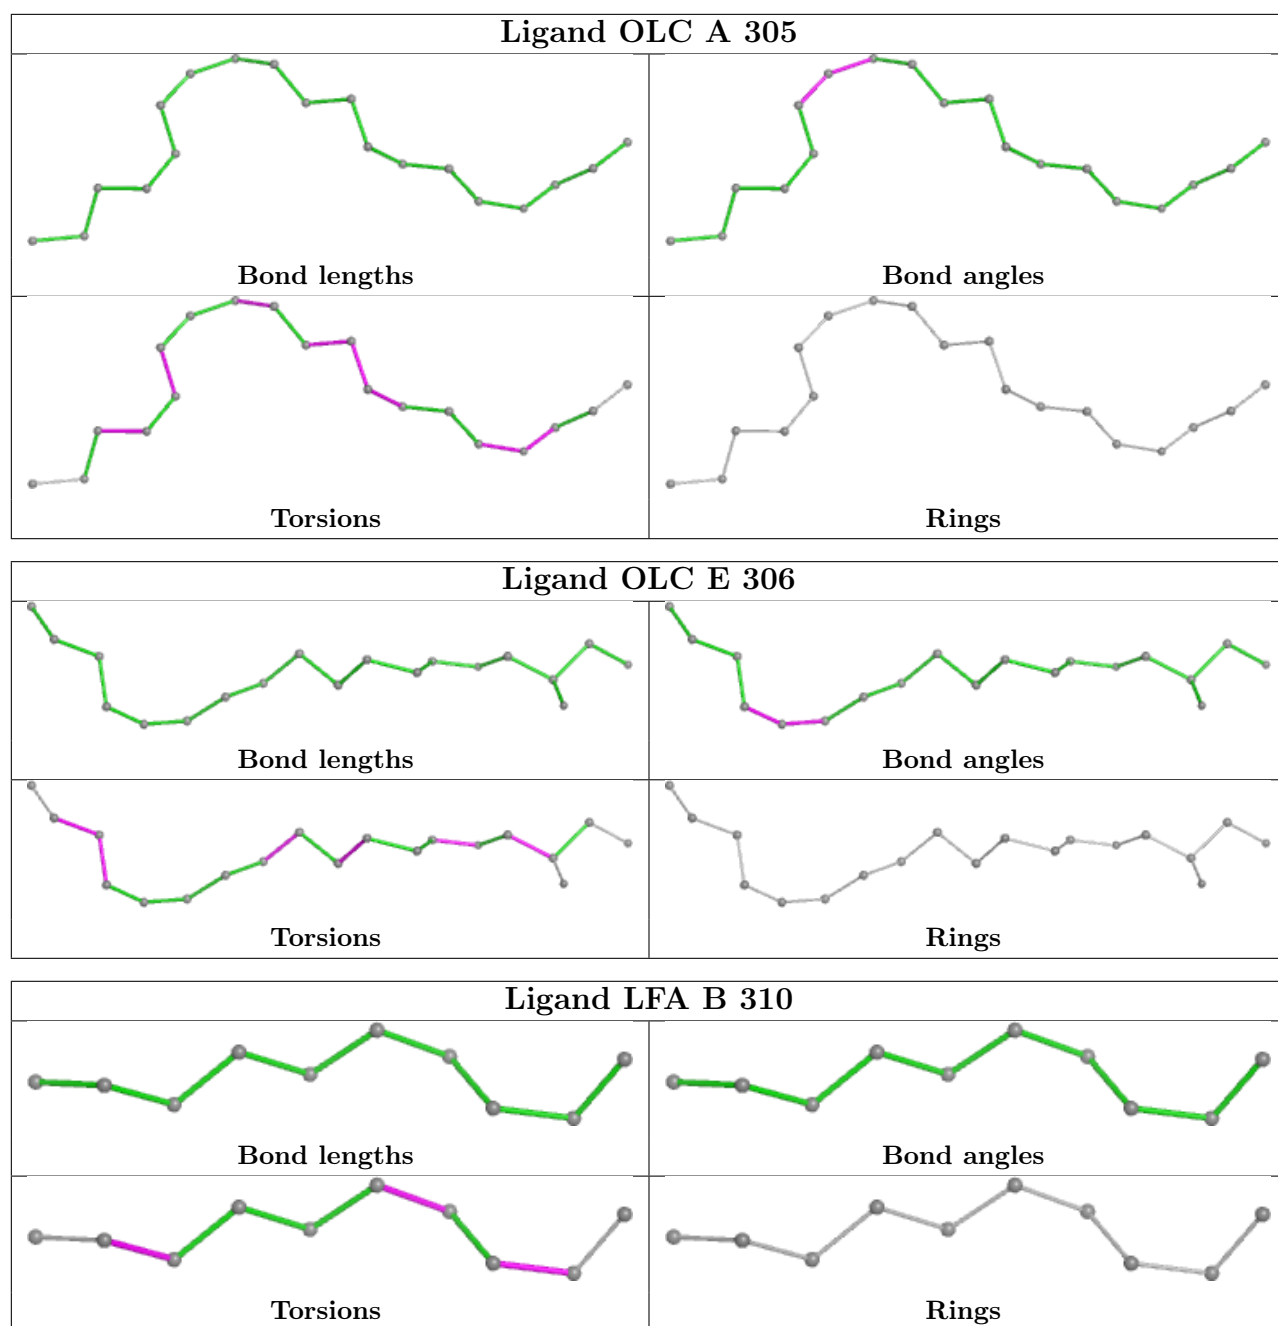 Ligand OLC A 305
Bond lengths
Bond angles
Torsions
Rings
Ligand OLC E 306
Bond lengths
Bond angles
Torsions
Rings
Ligand LFA B 310
Bond lengths
Bond angles
Torsions
Rings